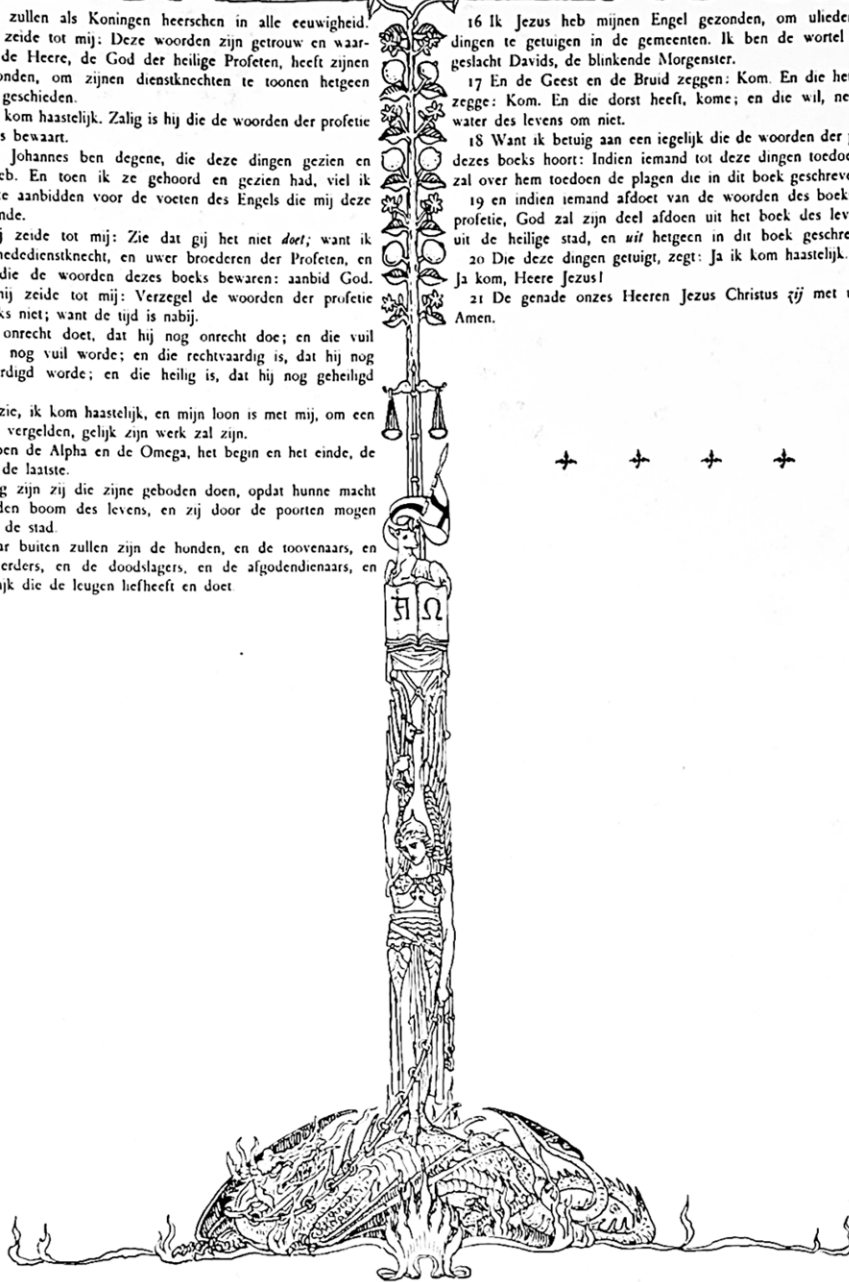 zullen als Koningen heerschen in alle eeuwigheid.
zeide tot mij: Deze woorden zijn getrouw en waar-
de Heere, de God der heilige Profeten, heeft zijnen
onden, om zijnen dienstknechten te toonen hetgeen
geschieden.
kom haastelijk. Zalig is hij die de woorden der profetie
s bewaart.
Johannes ben degene, die deze dingen gezien en
eb. En toen ik ze gehoord en gezien had, viel ik
te aanbidden voor de voeten des Engels die mij deze
nde.
ij zeide tot mij: Zie dat gij het niet doet; want ik
mededienstknecht, en uwer broederen der Profeten, en
die de woorden dezes boeks bewaren: aanbid God.
hij zeide tot mij: Verzegel de woorden der profetie
ks niet; want de tijd is nabij.
onrecht doet, dat hij nog onrecht doe; en die vuil
nog vuil worde; en die rechtvaardig is, dat hij nog
rdigd worde; en die heilig is, dat hij nog geheiligd
zie, ik kom haastelijk, en mijn loon is met mij, om een
vergelden, gelijk zijn werk zal zijn.
ben de Alpha en de Omega, het begin en het einde, de
de laatste.
g zijn zij die zijne geboden doen, opdat hunne macht
den boom des levens, en zij door de poorten mogen
de stad.
ar buiten zullen zijn de honden, en de toovenaars, en
erders, en de doodslagers, en de afgodendienaars, en
ijk die de leugen liefheeft en doet
16 Ik Jezus heb mijnen Engel gezonden, om ulieden
dingen te getuigen in de gemeenten. Ik ben de wortel
geslacht Davids, de blinkende Morgenster.
17 En de Geest en de Bruid zeggen: Kom. En die het
zegge: Kom. En die dorst heeft, kome; en die wil, ne
water des levens om niet.
18 Want ik betuig aan een iegelijk die de woorden der
dezes boeks hoort: Indien iemand tot deze dingen toedoe
zal over hem toedoen de plagen die in dit boek geschreve
19 en indien iemand afdoet van de woorden des boek
profetie, God zal zijn deel afdoen uit het boek des lev
uit de heilige stad, en uit hetgeen in dit boek geschre
20 Die deze dingen getuigt, zegt: Ja ik kom haastelijk.
Ja kom, Heere Jezus!
21 De genade onzes Heeren Jezus Christus zij met
Amen.
A Ω